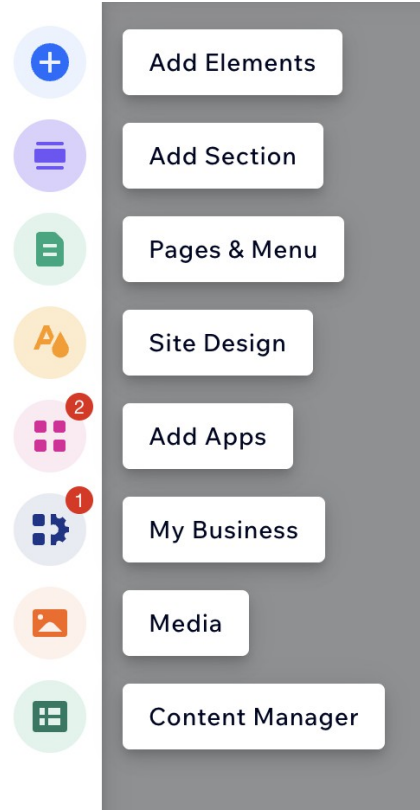 Add Elements
Add Section
Pages & Menu
Site Design
2
Add Apps
1
My Business
Media
Content Manager